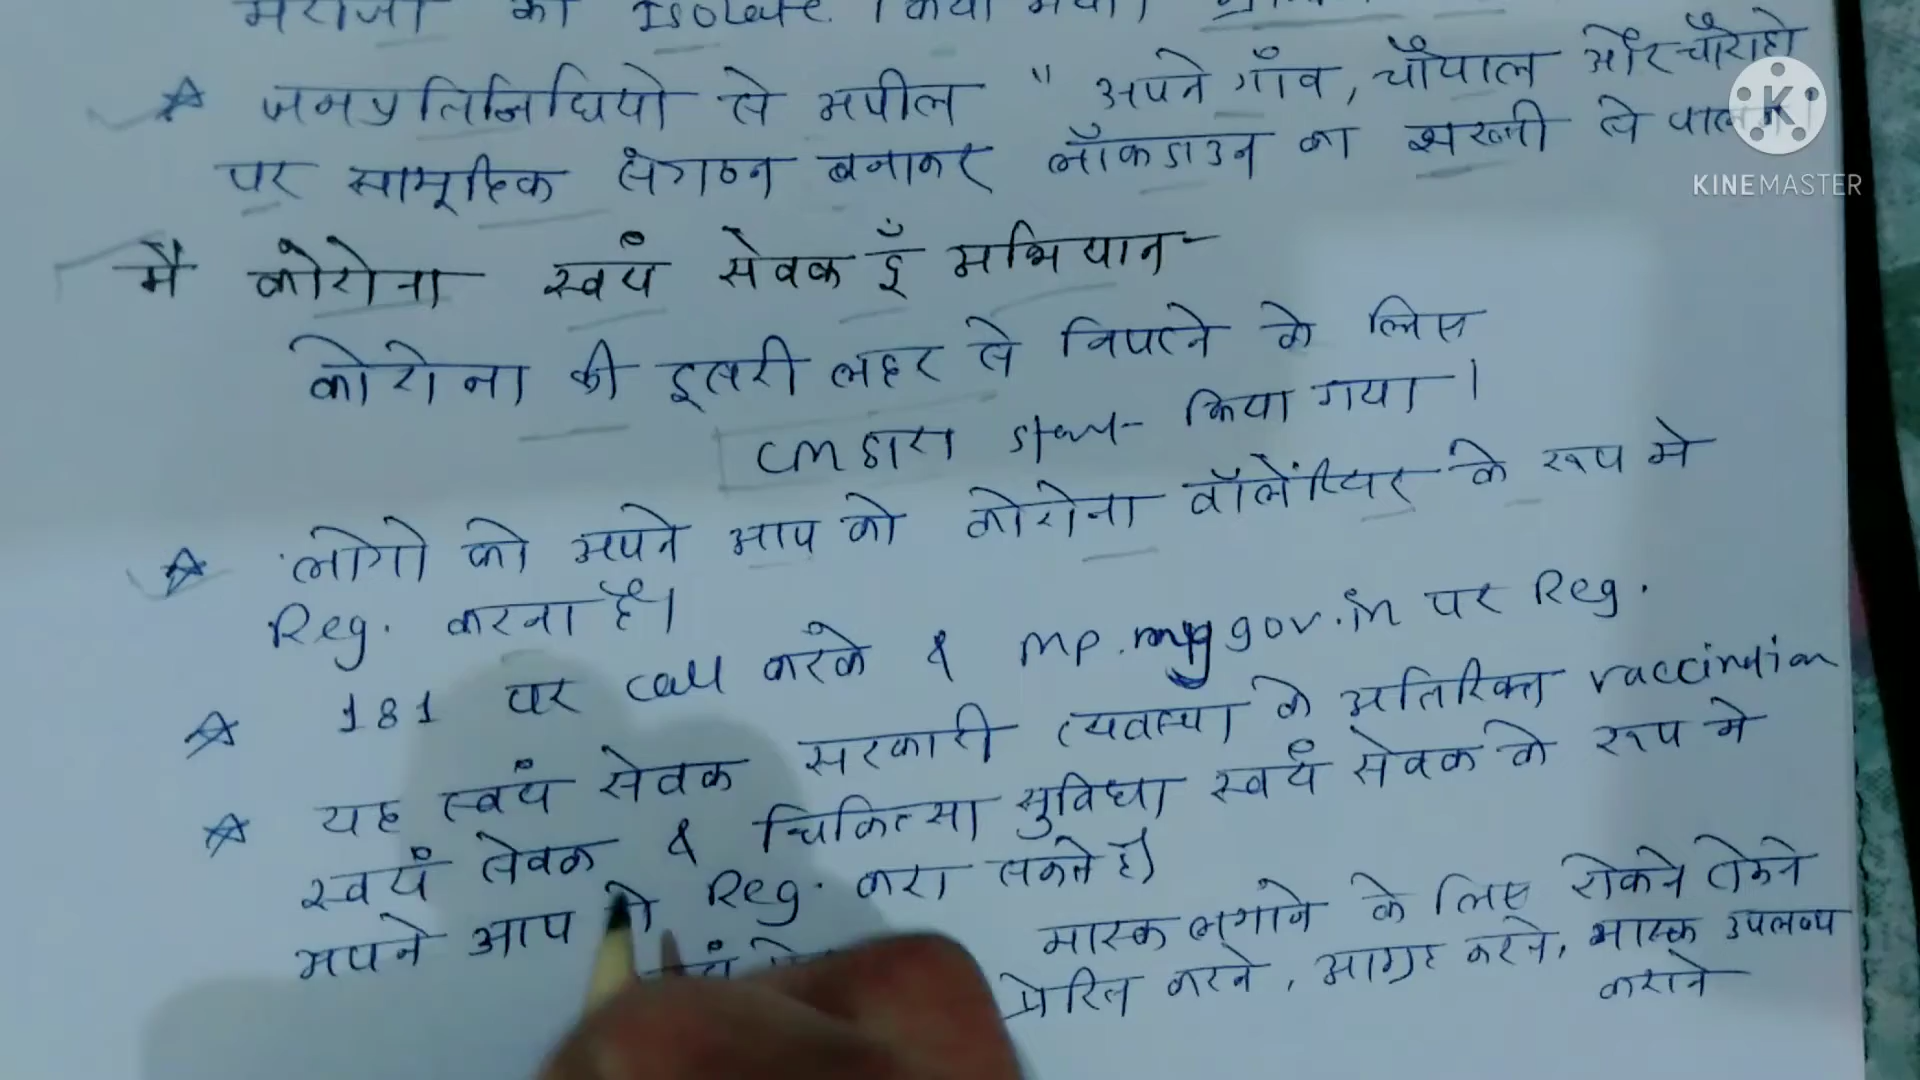 मरीजो को Isolate किया गया।
☆ जनप्रतिनिधियो से अपील " अपने गाँव, चौपाल और चौराहो
पर सामूहिक संगठन बनाकर लॉकडाउन का सख्ती से पालन
KINEMASTER
मै कोरोना स्वयं सेवक हूँ अभियान-
कोरोना की दूसरी लहर से निपटने के लिए
CM द्वारा start किया गया।
☆ लोगो को अपने आप को कोरोना वॉलेंटियर के रूप मे
Reg. करना है।
☆ 181 पर call करके & mp.mygov.in पर Reg.
☆ यह स्वयं सेवक सरकारी व्यवस्था के अतिरिक्त vaccination
स्वयं सेवक & चिकित्सा सुविधा स्वयं सेवक के रूप मे
अपने आप को Reg. करा सकते है।
मास्क लगाने के लिए रोकने टोकने
प्रेरित करने, आग्रह करने, मास्क उपलब्ध
कराने